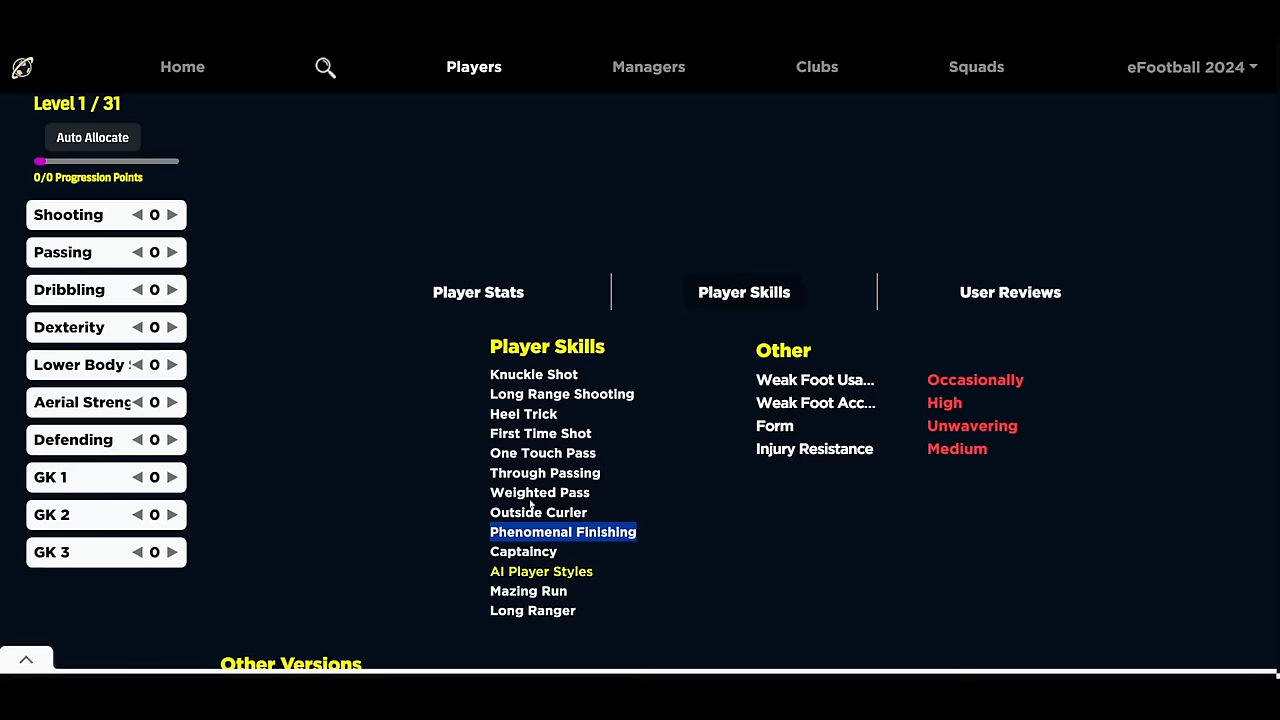 Home
Players
Managers
Clubs
Squads
eFootball 2024
Level 1 / 31
Auto Allocate
0/0 Progression Points
Shooting 0
Passing 0
Dribbling 0
Dexterity 0
Lower Body 0
Aerial Streng 0
Defending 0
GK 1 0
GK 2 0
GK 3 0
Player Stats
Player Skills
User Reviews
Player Skills
Knuckle Shot
Long Range Shooting
Heel Trick
First Time Shot
One Touch Pass
Through Passing
Weighted Pass
Outside Curler
Phenomenal Finishing
Captaincy
AI Player Styles
Mazing Run
Long Ranger
Other
Weak Foot Usa... Occasionally
Weak Foot Acc... High
Form Unwavering
Injury Resistance Medium
Other Versions